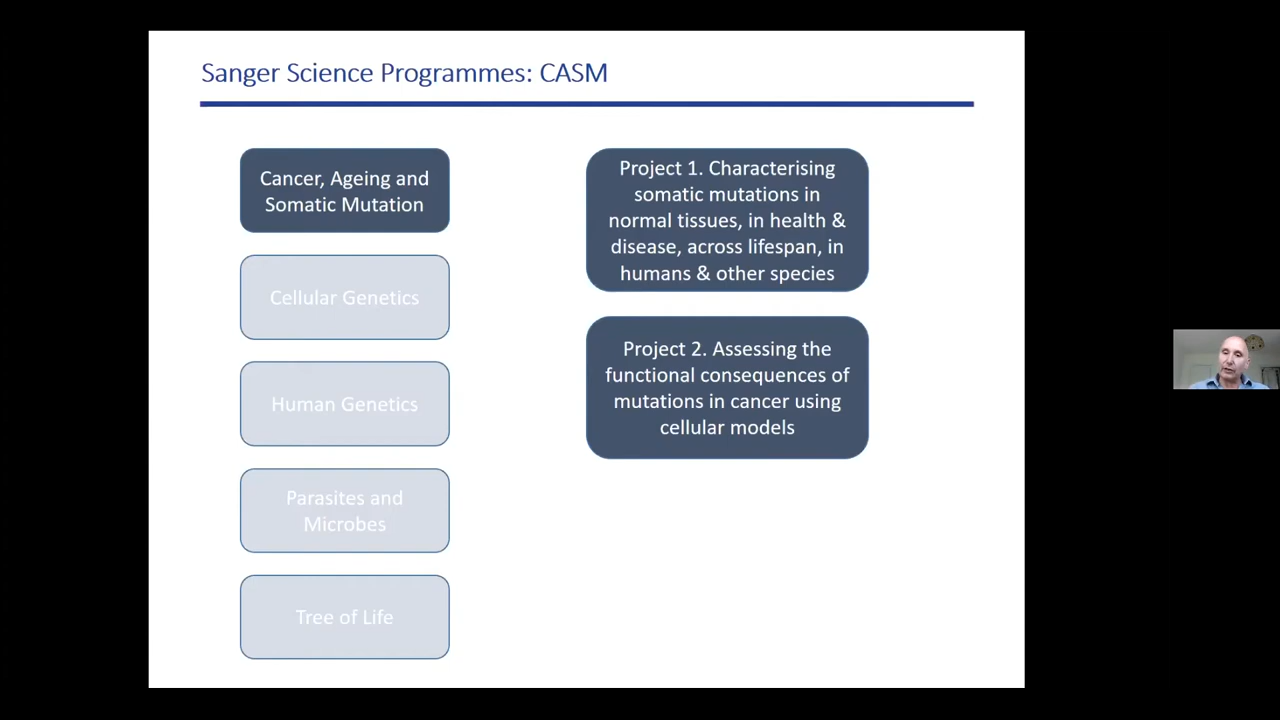 Sanger Science Programmes: CASM
Cancer, Ageing and
Somatic Mutation
Cellular Genetics
Human Genetics
Parasites and
Microbes
Tree of Life
Project 1. Characterising
somatic mutations in
normal tissues, in health &
disease, across lifespan, in
humans & other species
Project 2. Assessing the
functional consequences of
mutations in cancer using
cellular models